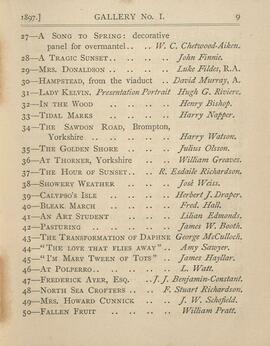 1897.] GALLERY No. I. 9
27—A Song to Spring: decorative
panel for overmantel .. W. C. Chetwood-Aiken.
28—A Tragic Sunset .. .. John Finnie.
29—Mrs. Donaldson .. .. Luke Fildes, R.A.
30—Hampstead, from the viaduct .. David Murray, A.
31—Lady Kelvin, Presentation Portrait Hugh G. Riviere.
32—In the Wood .. .. Henry Bishop.
33—Tidal Marks .. .. Harry Napper.
34—The Sawdon Road, Brompton,
Yorkshire .. .. .. Harry Watson.
35—The Golden Shore .. .. Julius Olson.
36—At Thorner, Yorkshire .. William Greaves.
37—The Hour of Sunset .. R. Esdaile Richardson.
38—Showery Weather .. .. José Weiss.
39—Calypso's Isle .. .. Herbert J. Draper.
40—Bleak March .. .. Fred. Hall.
41—An Art Student .. .. Lilian Edmonds.
42—Pasturing .. .. .. James W. Booth.
43—The Transformation of Daphne George McCulloch.
44—"The love that flies away" .. Amy Sawyer.
45—"I'm Mary Tween of Tots" .. James Hayllar.
46—At Polperro .. .. .. L. Watt.
47—Frederick Ayer, Esq. .. J. J. Benjamin-Constant.
48—North Sea Crofters .. F. Stuart Richardson.
49—Mrs. Howard Cunnick .. J. W. Schofield.
50—Fallen Fruit .. .. William Pratt.